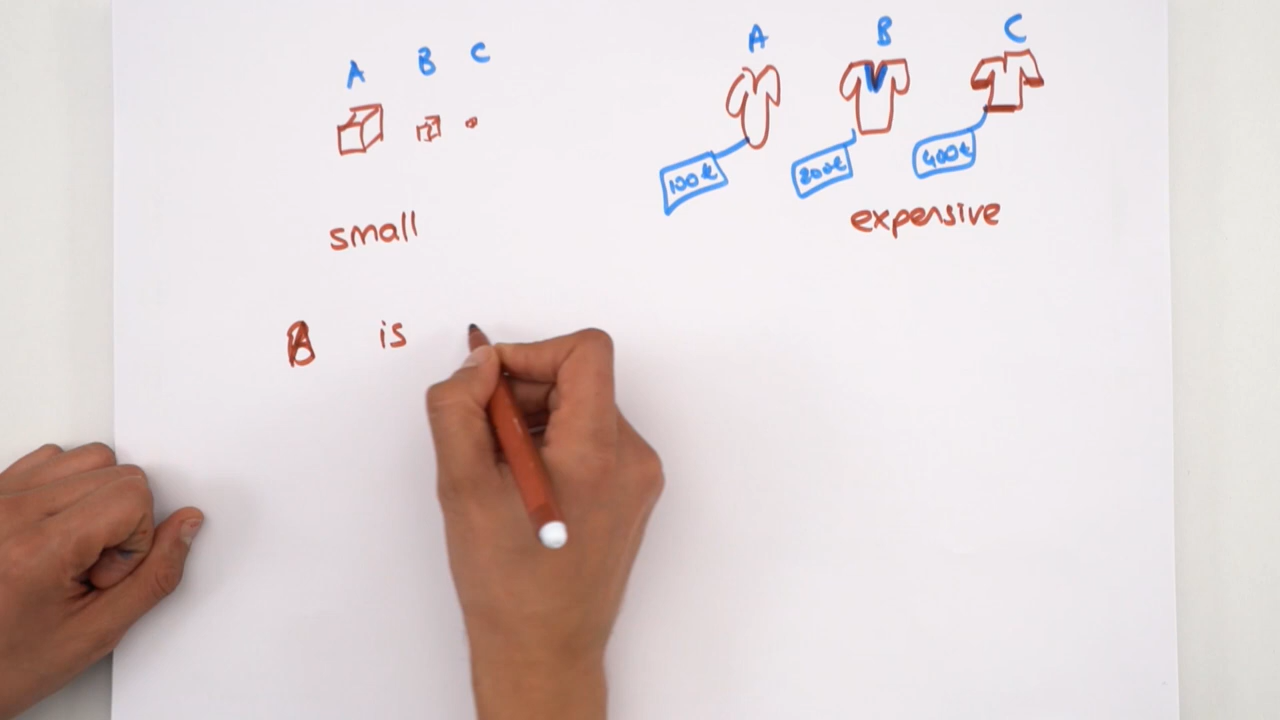 A B C
A B C
100€ 200€ 400€
small
expensive
B is